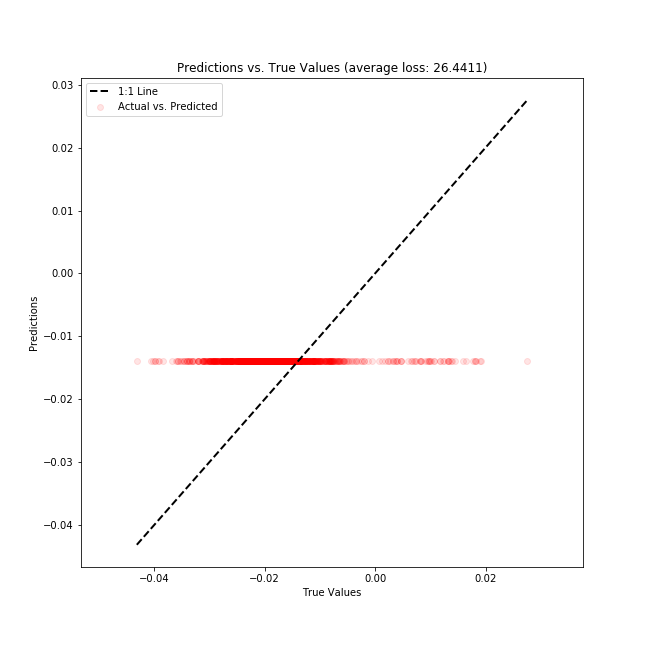 Predictions vs. True Values (average loss: 26.4411)
1:1 Line
Actual vs. Predicted
0.03
0.02
0.01
0.00
−0.01
−0.02
−0.03
−0.04
Predictions
−0.04
−0.02
0.00
0.02
True Values